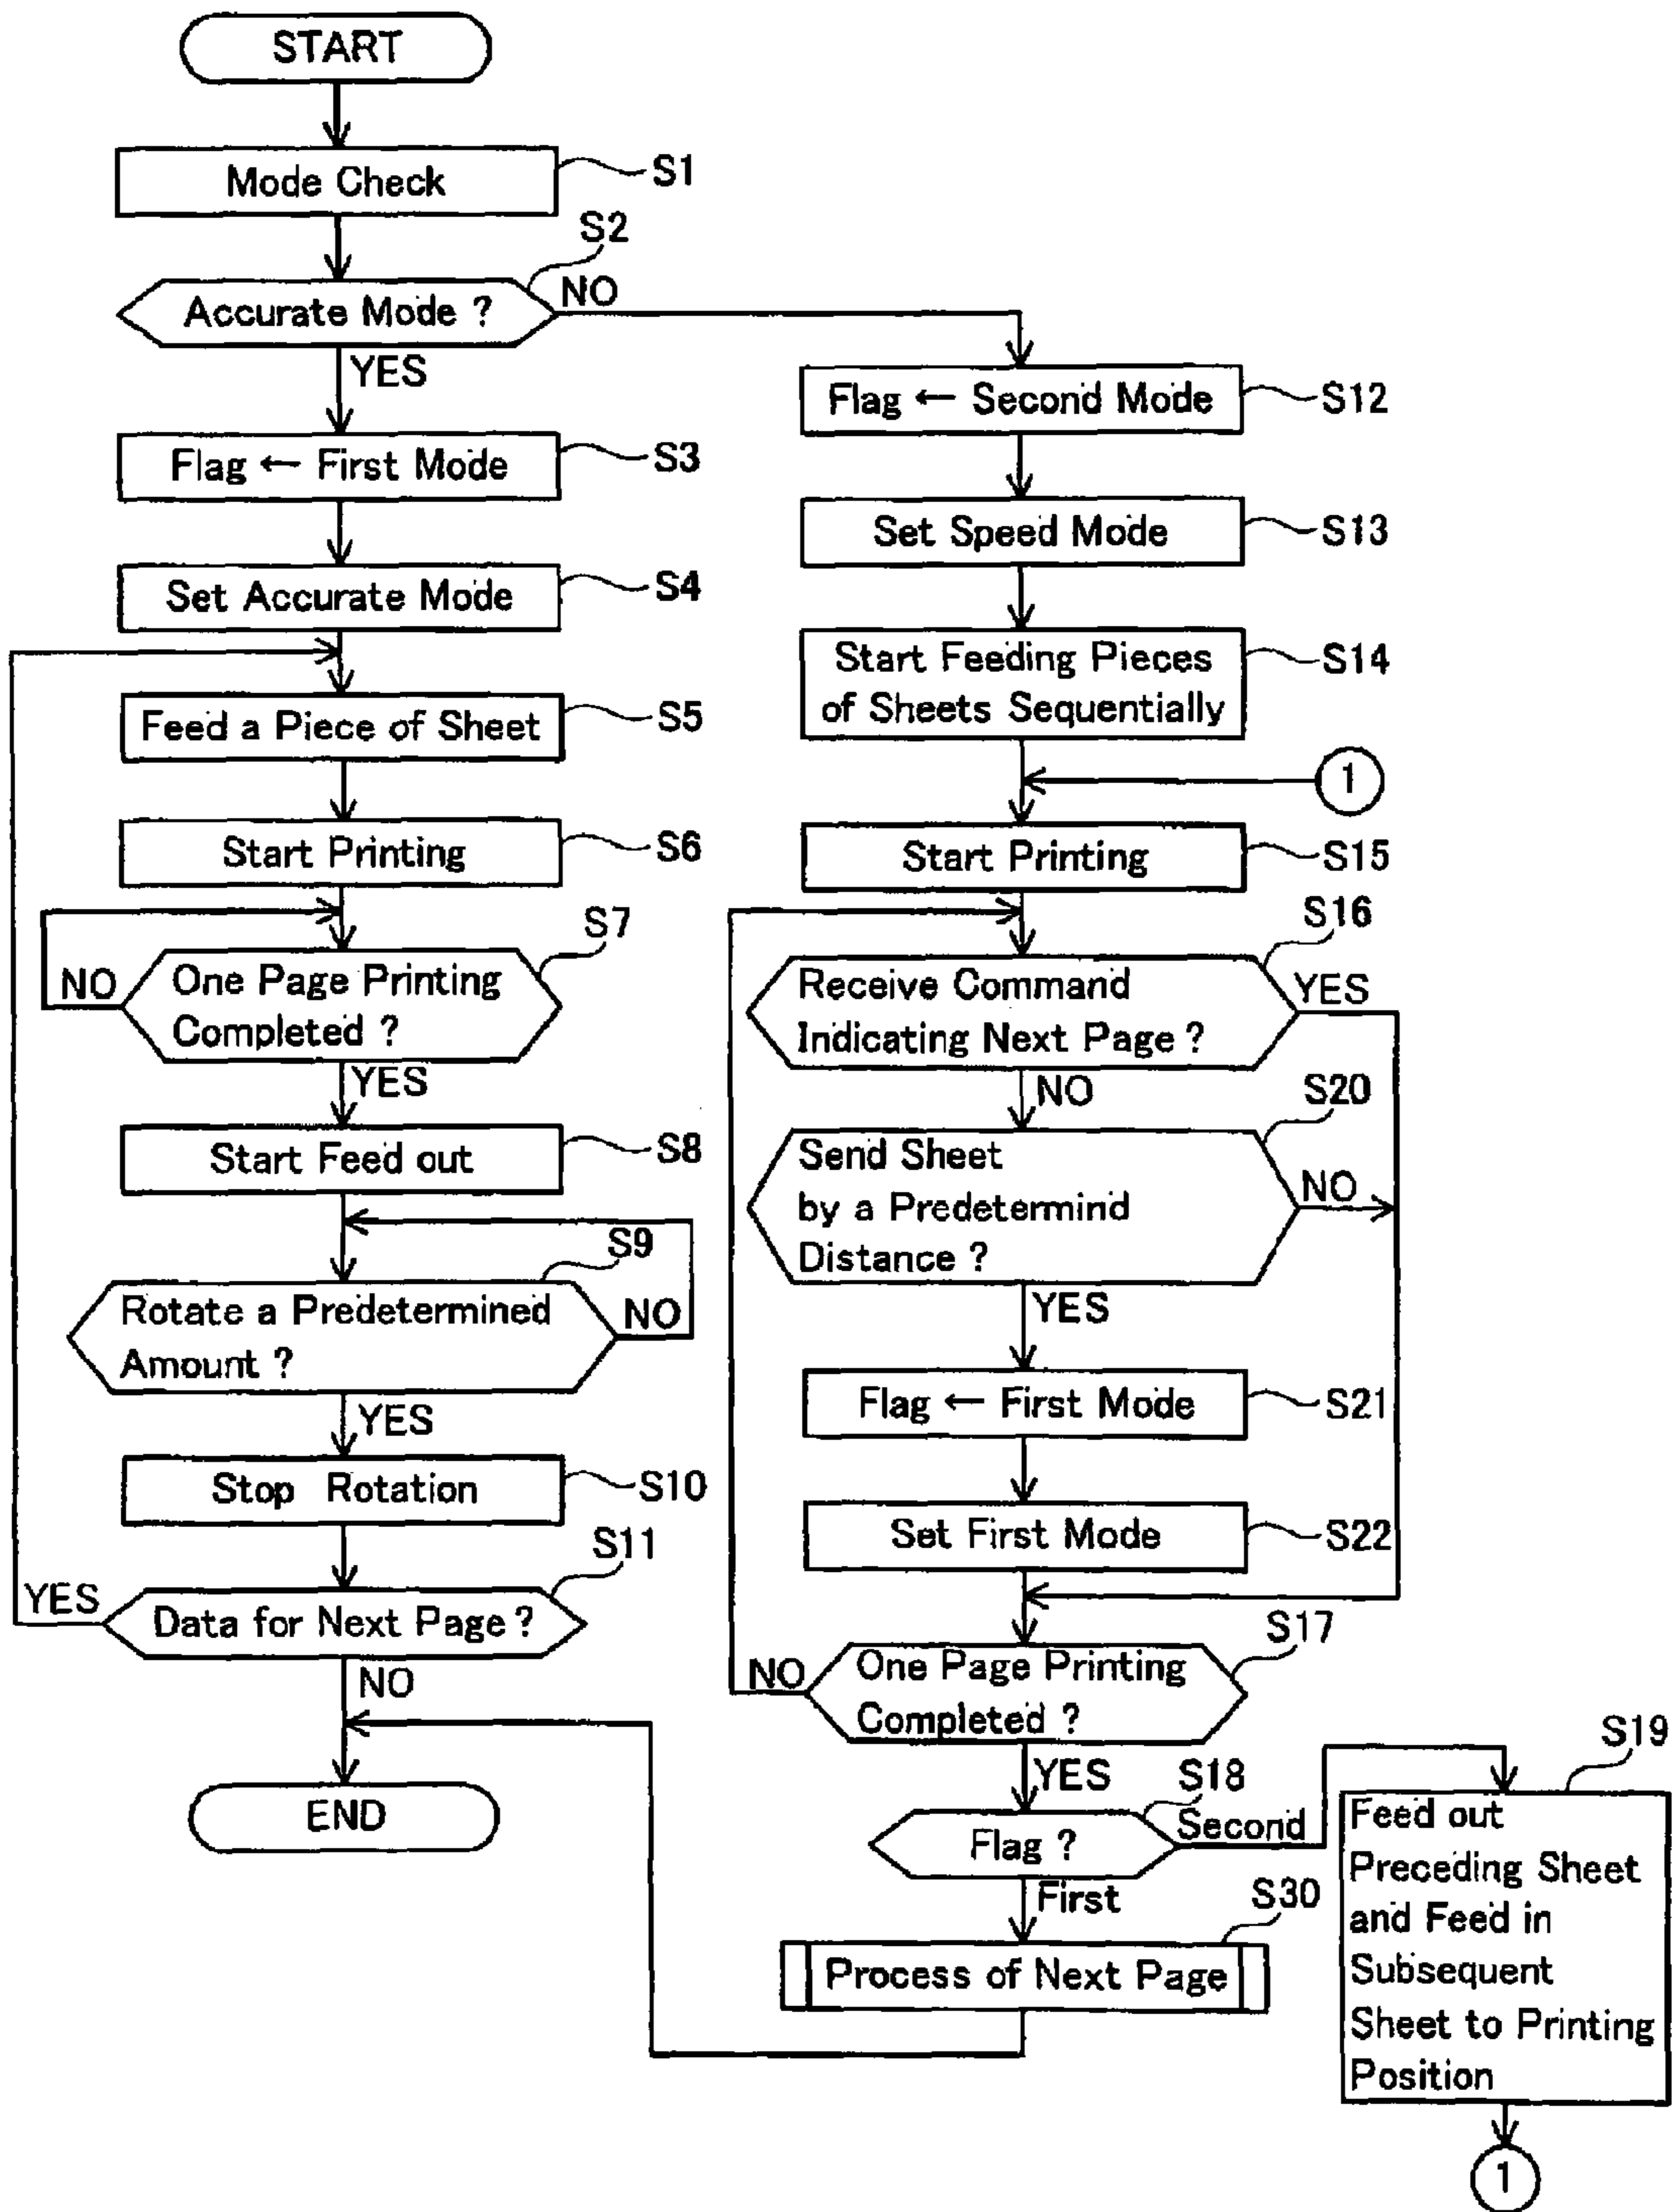 START
Mode Check
S1
S2
Accurate Mode ?
NO
YES
Flag ← First Mode
S3
Set Accurate Mode
S4
Feed a Piece of Sheet
S5
Start Printing
S6
S7
One Page Printing
Completed ?
NO
YES
Start Feed out
S8
S9
Rotate a Predetermined
Amount ?
NO
YES
Stop Rotation
S10
S11
Data for Next Page ?
YES
NO
END
Flag ← Second Mode
S12
Set Speed Mode
S13
Start Feeding Pieces
of Sheets Sequentially
S14
1
Start Printing
S15
S16
Receive Command
Indicating Next Page ?
YES
NO
S20
Send Sheet
by a Predetermind
Distance ?
NO
YES
Flag ← First Mode
S21
Set First Mode
S22
S17
One Page Printing
Completed ?
NO
YES
S18
Flag ?
Second
First
S30
Process of Next Page
S19
Feed out
Preceding Sheet
and Feed in
Subsequent
Sheet to Printing
Position
1